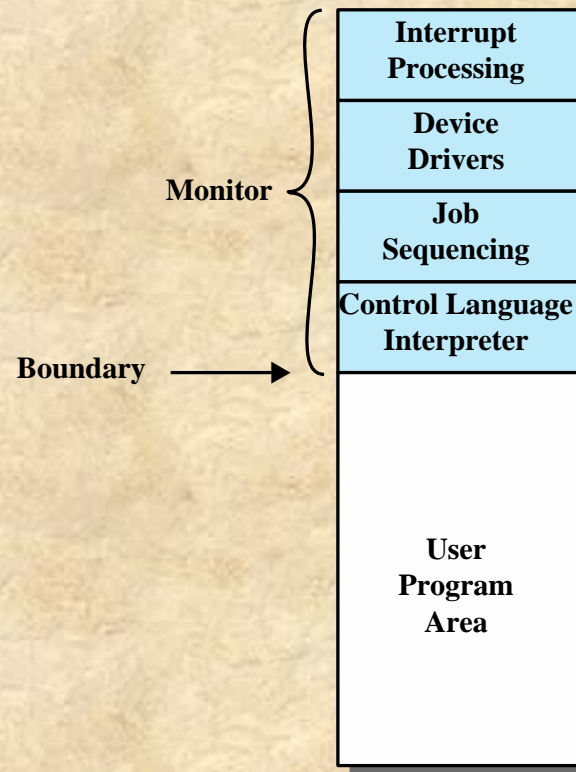 Interrupt
Processing
Device
Drivers
Monitor
Job
Sequencing
Control Language
Interpreter
Boundary
User
Program
Area